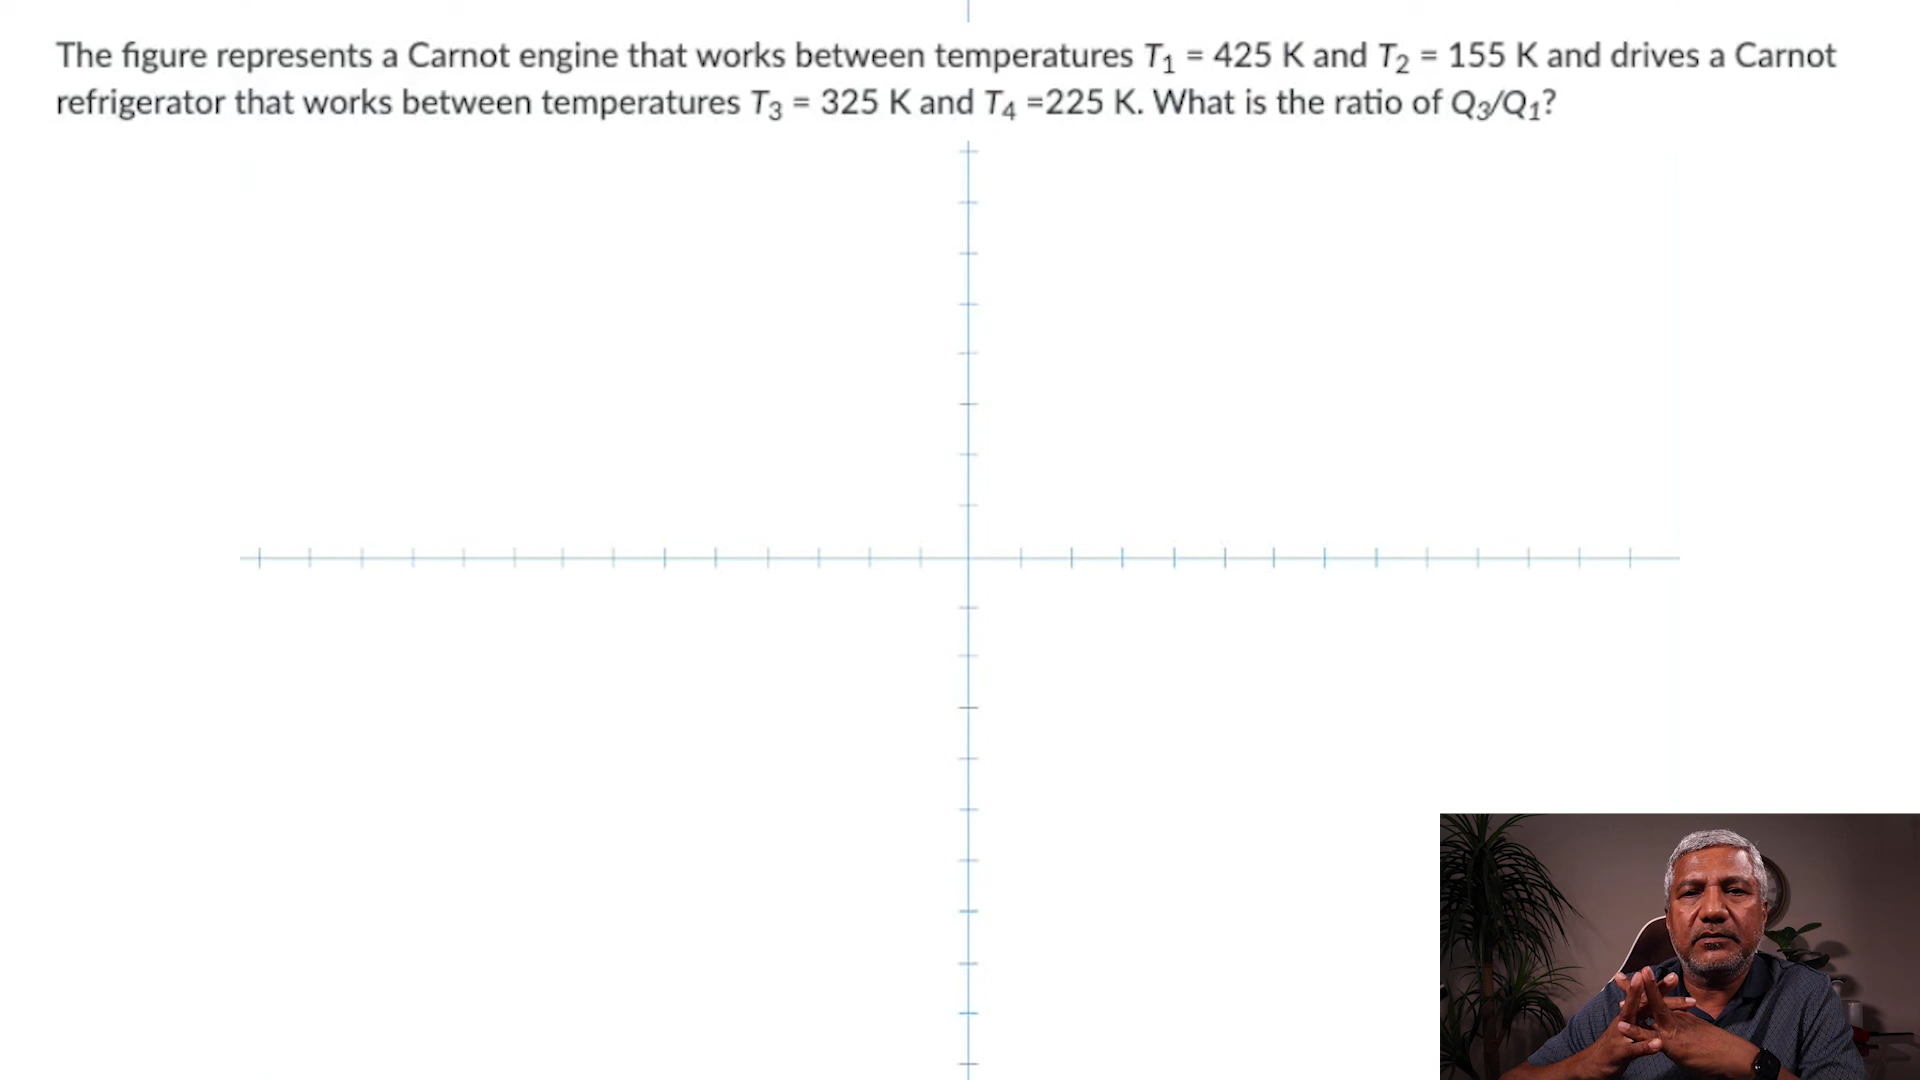 The figure represents a Carnot engine that works between temperatures T₁ = 425 K and T₂ = 155 K and drives a Carnot
refrigerator that works between temperatures T₃ = 325 K and T₄ =225 K. What is the ratio of Q₃/Q₁?